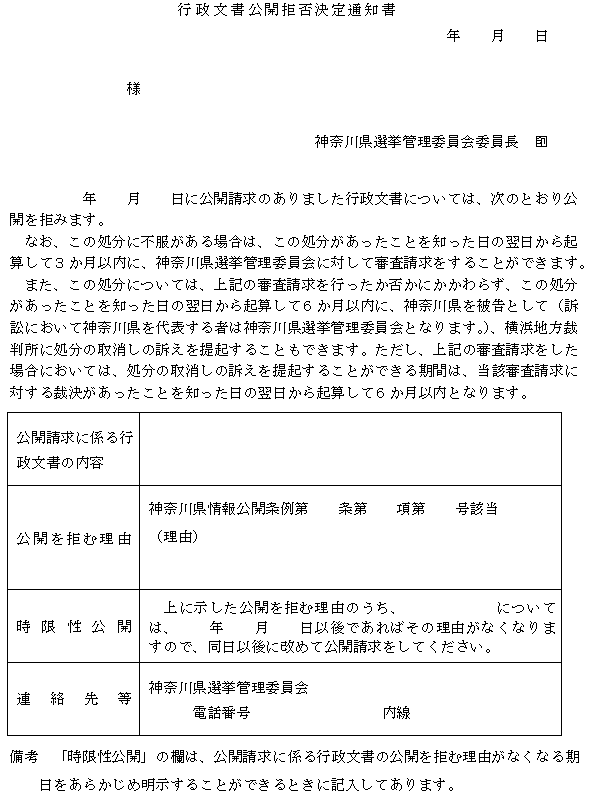 行政文書公開拒否決定通知書
年　　月　　日
様
神奈川県選挙管理委員会委員長　印
年　　月　　日に公開請求のありました行政文書については、次のとおり公
開を拒みます。
なお、この処分に不服がある場合は、この処分があったことを知った日の翌日から起
算して３か月以内に、神奈川県選挙管理委員会に対して審査請求をすることができます。
また、この処分については、上記の審査請求を行ったか否かにかかわらず、この処分
があったことを知った日の翌日から起算して６か月以内に、神奈川県を被告として（訴
訟において神奈川県を代表する者は神奈川県選挙管理委員会となります。）、横浜地方裁
判所に処分の取消しの訴えを提起することもできます。ただし、上記の審査請求をした
場合においては、処分の取消しの訴えを提起することができる期間は、当該審査請求に
対する裁決があったことを知った日の翌日から起算して６か月以内となります。
公開請求に係る行
政文書の内容
公開を拒む理由
神奈川県情報公開条例第　　条第　　項第　　号該当
（理由）
時限性公開
上に示した公開を拒む理由のうち、　　　　　　　について
は、　　年　　月　　日以後であればその理由がなくなりま
すので、同日以後に改めて公開請求をしてください。
連絡先等
神奈川県選挙管理委員会
電話番号　　　　　　　　　内線
備考　「時限性公開」の欄は、公開請求に係る行政文書の公開を拒む理由がなくなる期
日をあらかじめ明示することができるときに記入してあります。